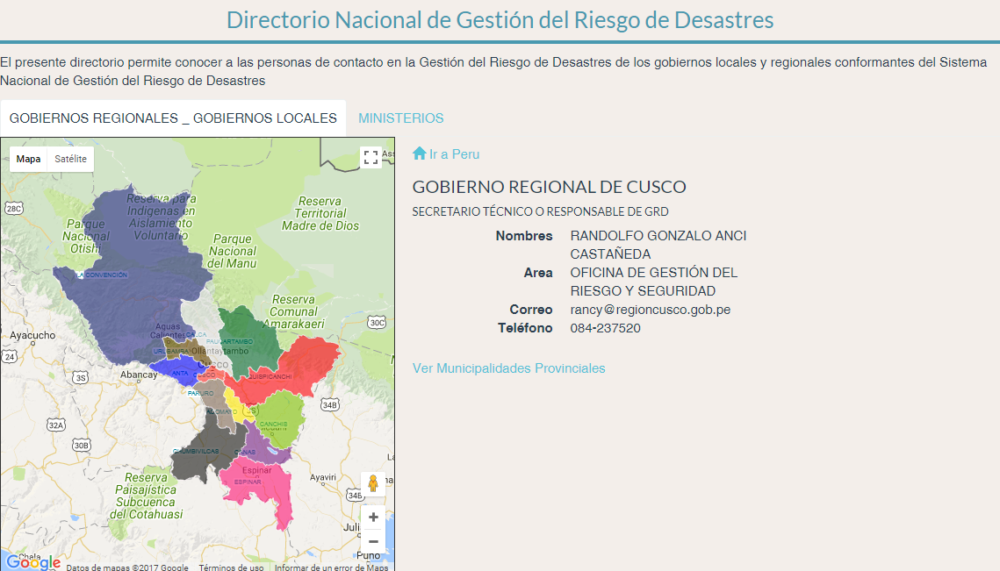 Directorio Nacional de Gestión del Riesgo de Desastres
El presente directorio permite conocer a las personas de contacto en la Gestión del Riesgo de Desastres de los gobiernos locales y regionales conformantes del Sistema
Nacional de Gestión del Riesgo de Desastres
GOBIERNOS REGIONALES _ GOBIERNOS LOCALES
MINISTERIOS
Mapa
Satélite
28C
Reserva para
Indigenas en
Aislamiento
Voluntario
Parque
Nacional
Otishi
Reserva
Territorial
Madre de Dios
Parque
Nacional
del Manu
LA CONVENCIÓN
Reserva
Comunal
Amarakaeri
30C
Ayacucho
24
Aguas
Calientes
CALCA
PAUCARTAMBO
URUBAMBA
Ollantaytambo
CUSCO
ANTA
CUSCO
QUISPICANCHI
3S
Abancay
PARURO
34B
3S
CANCHIS
32A
30B
CHUMBIVILCAS
CANAS
Espinar
ESPINAR
Reserva
Paisajística
Subcuenca
del Cotahuasi
Ayaviri
34B
Puno
Chala
Google
Datos de mapas ©2017 Google
Términos de uso
Informar de un error de Maps
Ir a Peru
GOBIERNO REGIONAL DE CUSCO
SECRETARIO TÉCNICO O RESPONSABLE DE GRD
Nombres RANDOLFO GONZALO ANCI
CASTAÑEDA
Area OFICINA DE GESTIÓN DEL
RIESGO Y SEGURIDAD
Correo rancy@regioncusco.gob.pe
Teléfono 084-237520
Ver Municipalidades Provinciales